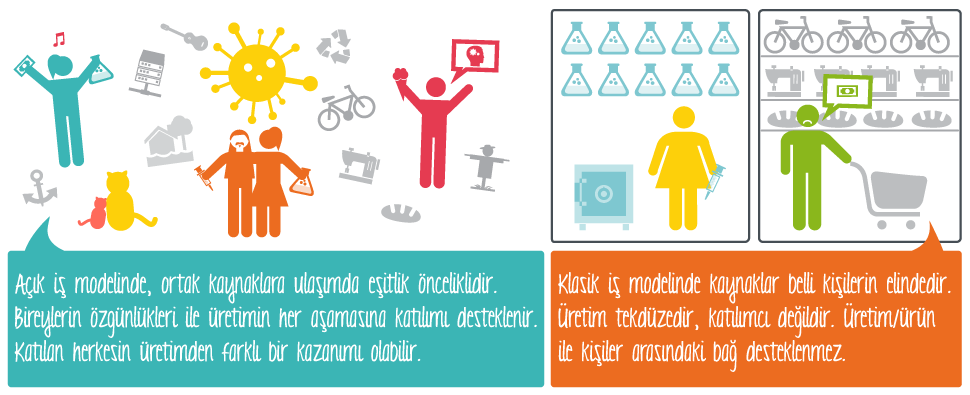 Açık iş modelinde, ortak kaynaklara ulaşımda eşitlik önceliklidir.
Bireylerin özgünlükleri ile üretimin her aşamasına katılımı desteklenir.
Katılan herkesin üretimden farklı bir kazanımı olabilir.
Klasik iş modelinde kaynaklar belli kişilerin elindedir.
Üretim tekdüzedir, katılımcı değildir. Üretim/ürün
ile kişiler arasındaki bağ desteklenmez.